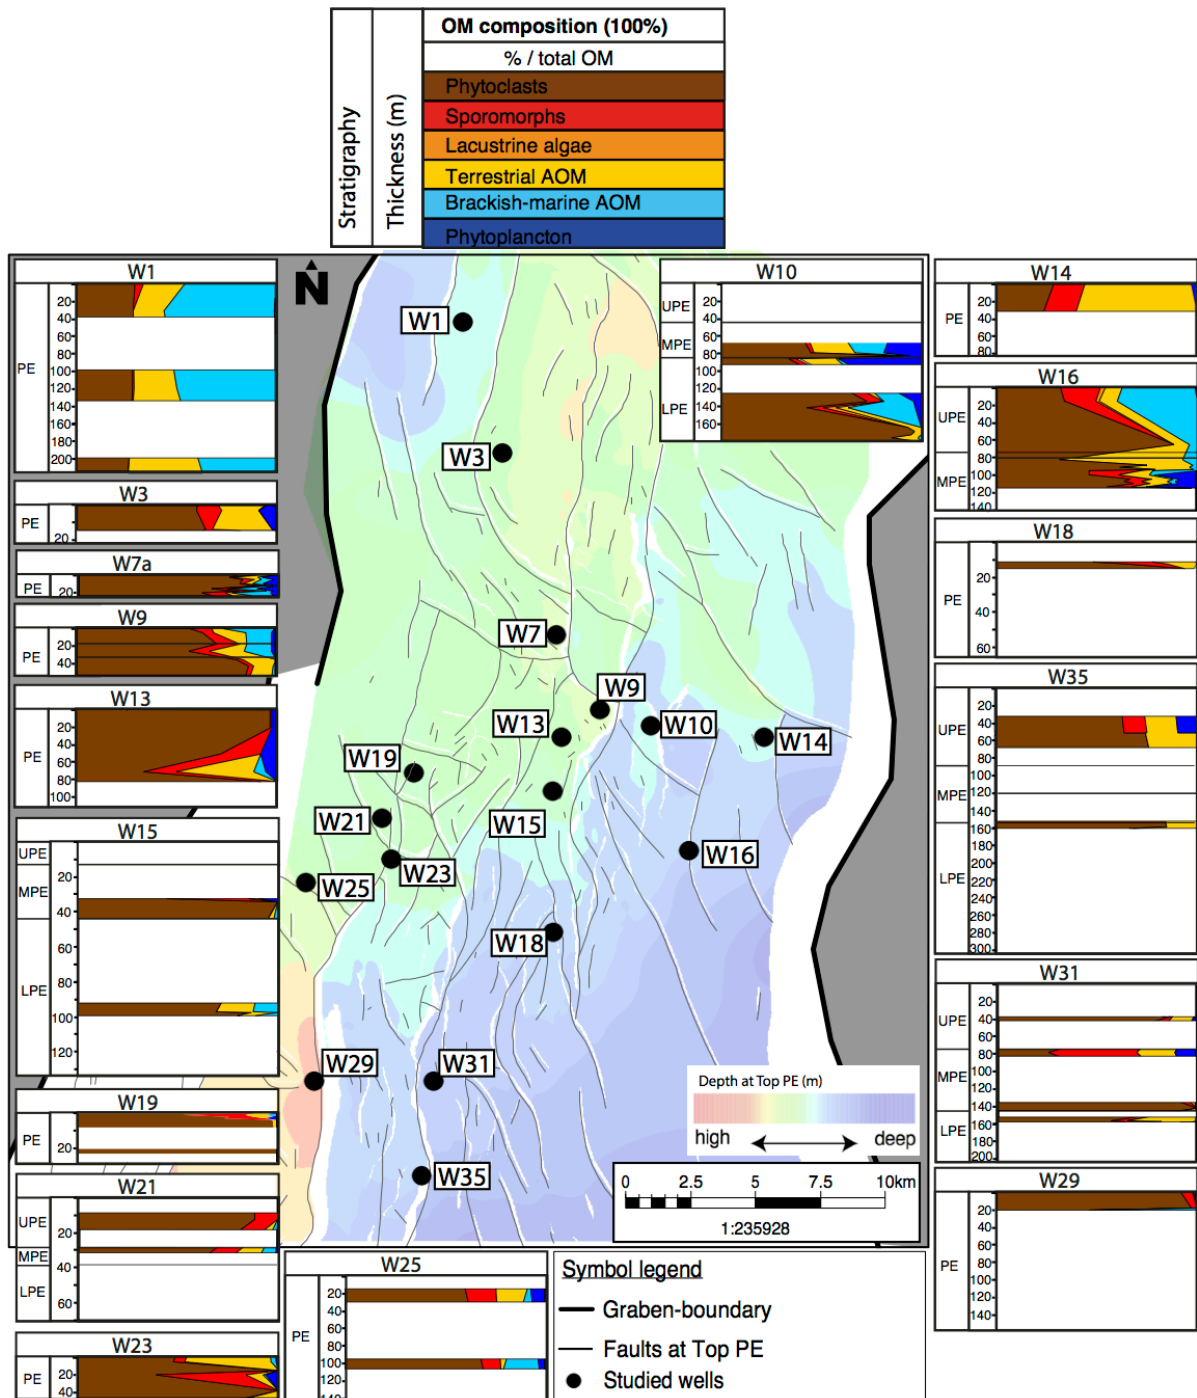 Stratigraphy
Thickness (m)
OM composition (100%)
% / total OM
Phytoclasts
Sporomorphs
Lacustrine algae
Terrestrial AOM
Brackish-marine AOM
Phytoplancton
W1
PE
20
40
60
80
100
120
140
160
180
200
W3
PE
20
W7a
PE
20
W9
PE
20
40
W13
PE
20
40
60
80
100
W15
UPE
MPE
LPE
20
40
60
80
100
120
W19
PE
20
W21
UPE
MPE
LPE
20
40
60
W23
PE
20
40
N
W1
W3
W7
W9
W13
W10
W14
W19
W21
W15
W23
W16
W25
W18
W29
W31
W35
W10
UPE
MPE
LPE
20
40
60
80
100
120
140
160
Depth at Top PE (m)
high
deep
0 2.5 5 7.5 10km
1:235928
W25
PE
20
40
60
80
100
120
140
Symbol legend
Graben-boundary
Faults at Top PE
Studied wells
W14
PE
20
40
60
80
W16
UPE
MPE
20
40
60
80
100
120
140
W18
PE
20
40
60
W35
UPE
MPE
LPE
20
40
60
80
100
120
140
160
180
200
220
240
260
280
300
W31
UPE
MPE
LPE
20
40
60
80
100
120
140
160
180
200
W29
PE
20
40
60
80
100
120
140